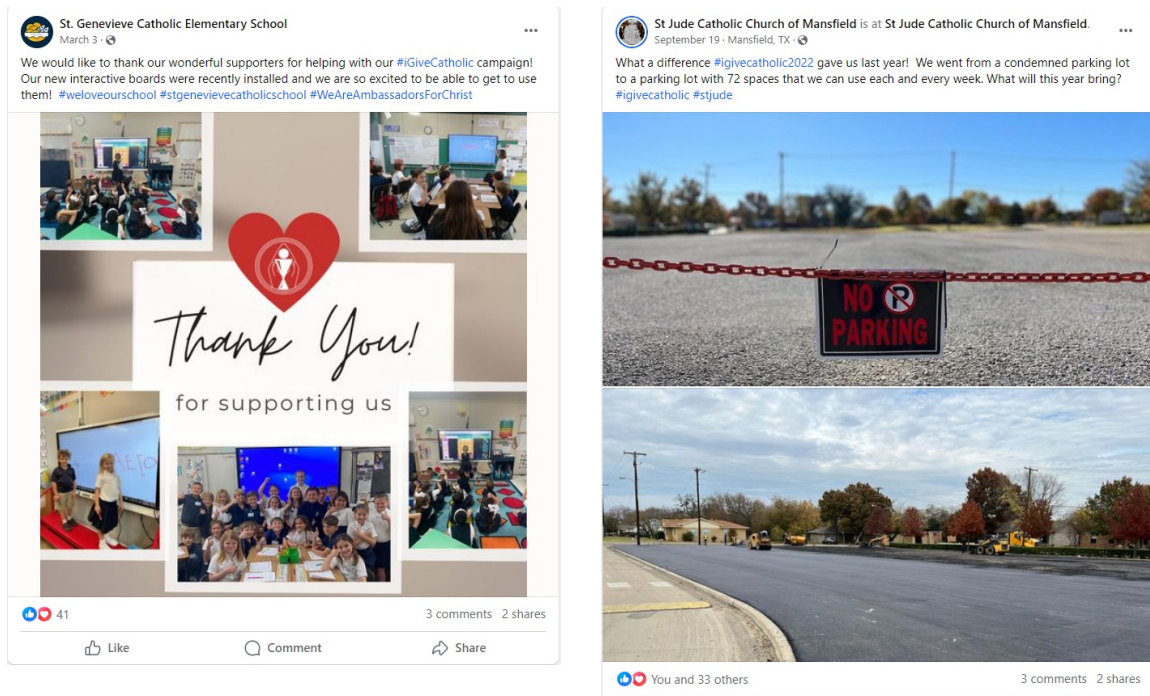 St. Genevieve Catholic Elementary School
March 3 ·
We would like to thank our wonderful supporters for helping with our #iGiveCatholic campaign!
Our new interactive boards were recently installed and we are so excited to be able to get to use
them! #weloveourschool #stgenevievecatholicschool #WeAreAmbassadorsForChrist
Thank You!
for supporting us
AE
41
3 comments 2 shares
Like Comment Share
St Jude Catholic Church of Mansfield is at St Jude Catholic Church of Mansfield.
September 19 · Mansfield, TX ·
What a difference #igivecatholic2022 gave us last year! We went from a condemned parking lot
to a parking lot with 72 spaces that we can use each and every week. What will this year bring?
#igivecatholic #stjude
NO P
PARKING
You and 33 others
3 comments 2 shares